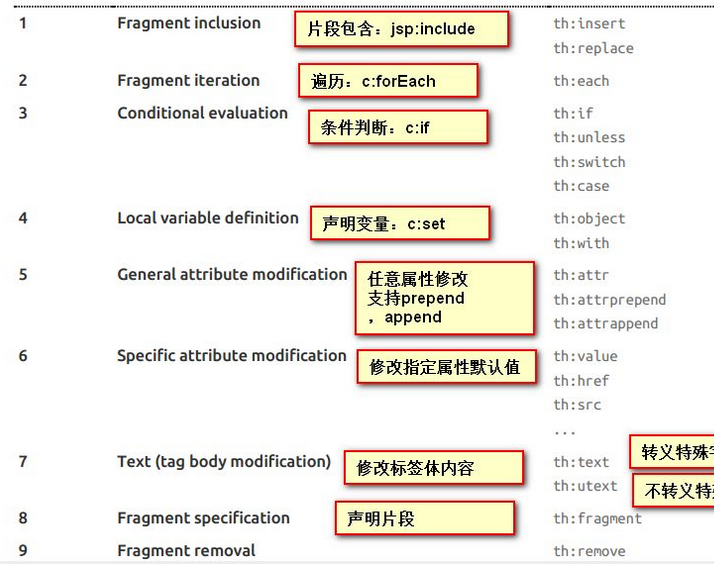 1 Fragment inclusion 片段包含：jsp:include th:insert
th:replace
2 Fragment iteration 遍历：c:forEach th:each
3 Conditional evaluation 条件判断：c:if th:if
th:unless
th:switch
th:case
4 Local variable definition 声明变量：c:set th:object
th:with
5 General attribute modification 任意属性修改 th:attr
支持prepend th:attrprepend
，append th:attrappend
6 Specific attribute modification 修改指定属性默认值 th:value
th:href
th:src
...
7 Text (tag body modification) 修改标签体内容 th:text 转义特殊
th:utext 不转义特
8 Fragment specification 声明片段 th:fragment
9 Fragment removal th:remove